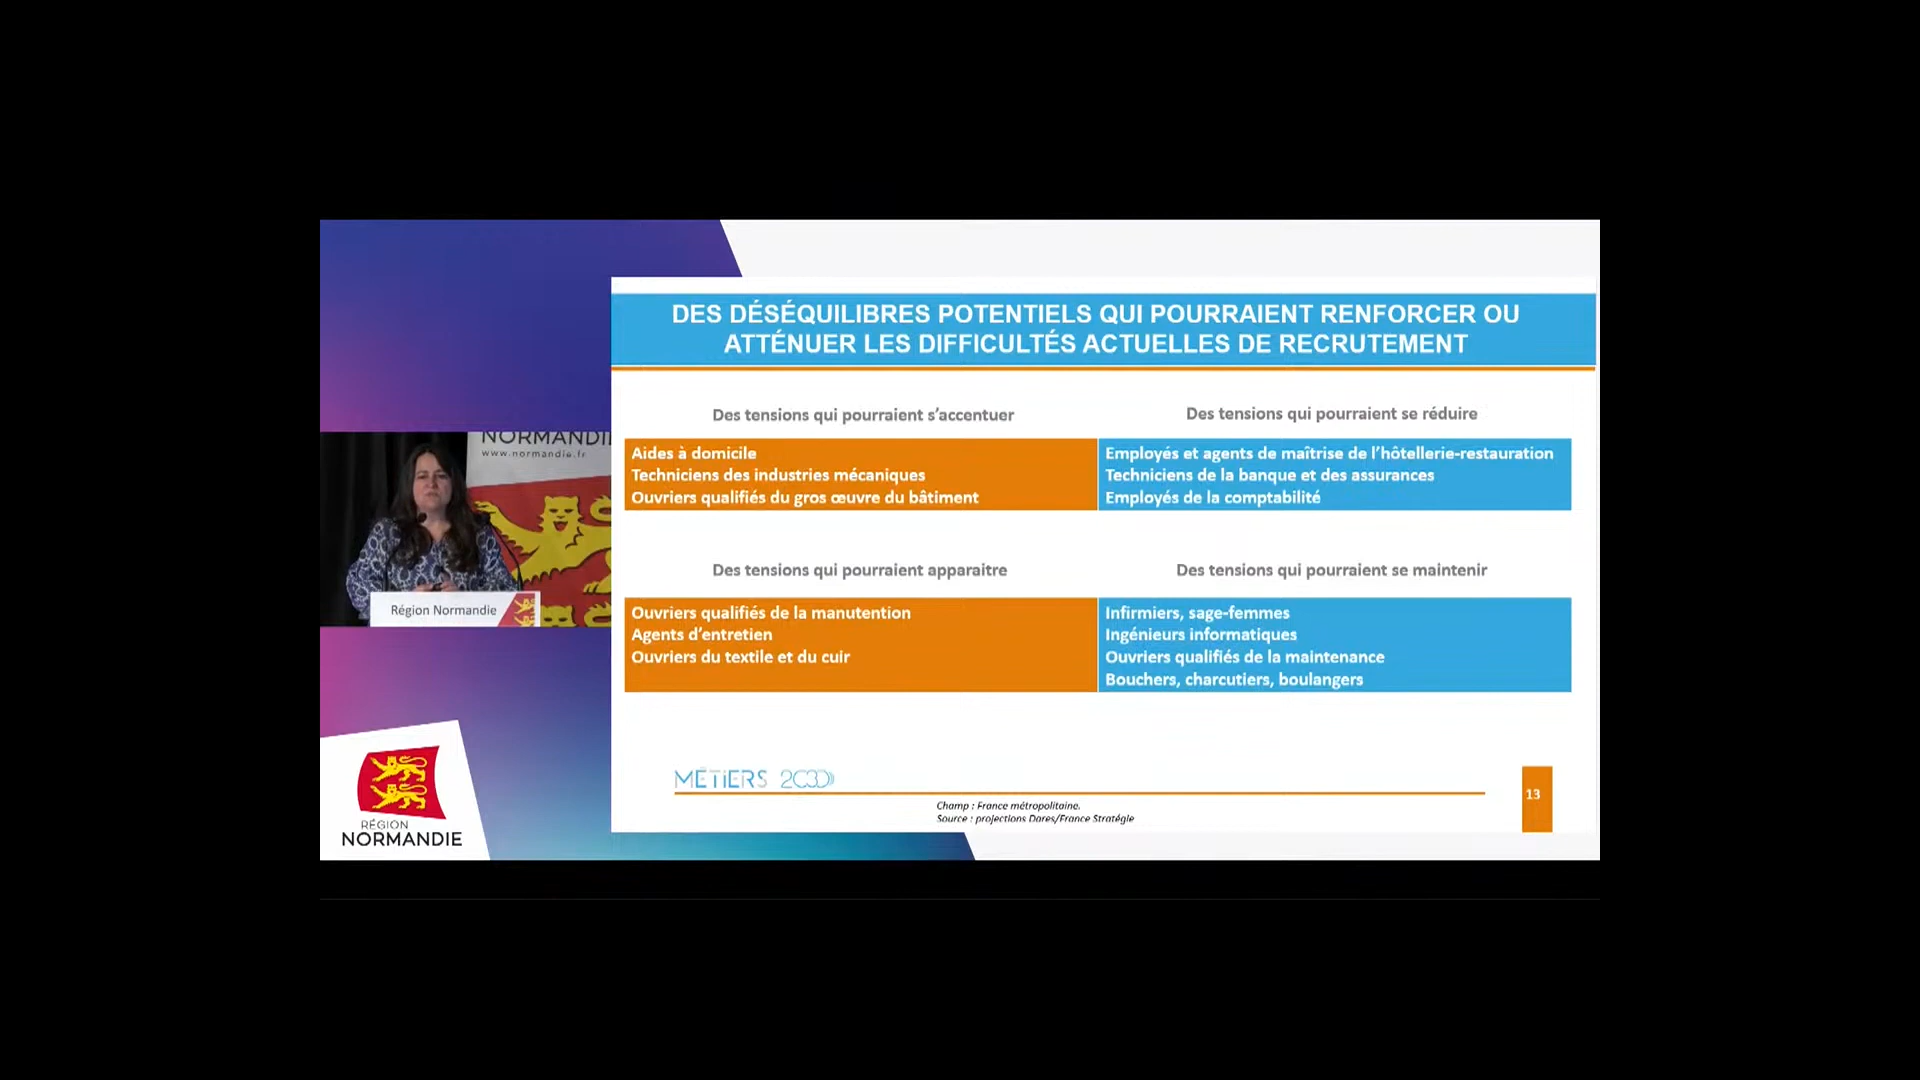 DES DÉSÉQUILIBRES POTENTIELS QUI POURRAIENT RENFORCER OU
ATTÉNUER LES DIFFICULTÉS ACTUELLES DE RECRUTEMENT
Des tensions qui pourraient s’accentuer
Aides à domicile
Techniciens des industries mécaniques
Ouvriers qualifiés du gros œuvre du bâtiment
Des tensions qui pourraient se réduire
Employés et agents de maîtrise de l’hôtellerie-restauration
Techniciens de la banque et des assurances
Employés de la comptabilité
Des tensions qui pourraient apparaitre
Ouvriers qualifiés de la manutention
Agents d’entretien
Ouvriers du textile et du cuir
Des tensions qui pourraient se maintenir
Infirmiers, sage-femmes
Ingénieurs informatiques
Ouvriers qualifiés de la maintenance
Bouchers, charcutiers, boulangers
MÉTIERS 2030
Champ : France métropolitaine.
Source : projections Dares/France Stratégie
13
NORMANDI
www.normandie.fr
Région Normandie
RÉGION
NORMANDIE